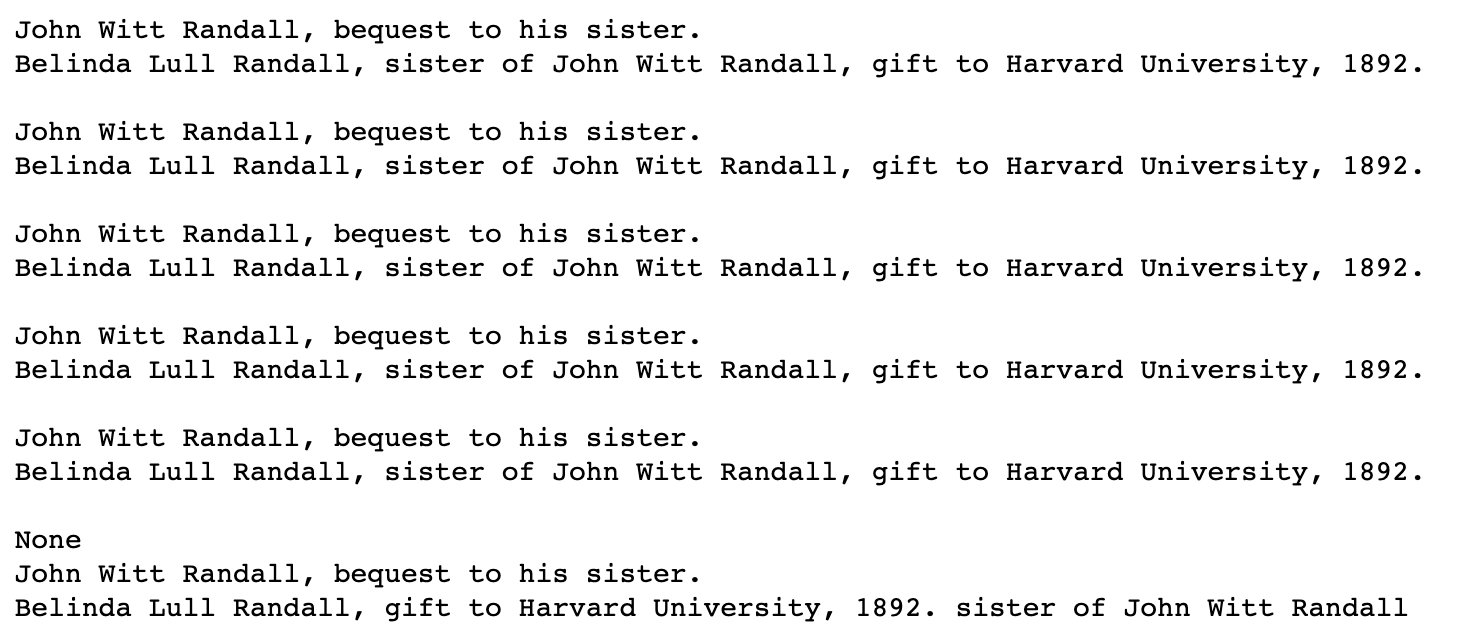 John Witt Randall, bequest to his sister.
Belinda Lull Randall, sister of John Witt Randall, gift to Harvard University, 1892.

John Witt Randall, bequest to his sister.
Belinda Lull Randall, sister of John Witt Randall, gift to Harvard University, 1892.

John Witt Randall, bequest to his sister.
Belinda Lull Randall, sister of John Witt Randall, gift to Harvard University, 1892.

John Witt Randall, bequest to his sister.
Belinda Lull Randall, sister of John Witt Randall, gift to Harvard University, 1892.

John Witt Randall, bequest to his sister.
Belinda Lull Randall, sister of John Witt Randall, gift to Harvard University, 1892.

None
John Witt Randall, bequest to his sister.
Belinda Lull Randall, gift to Harvard University, 1892. sister of John Witt Randall